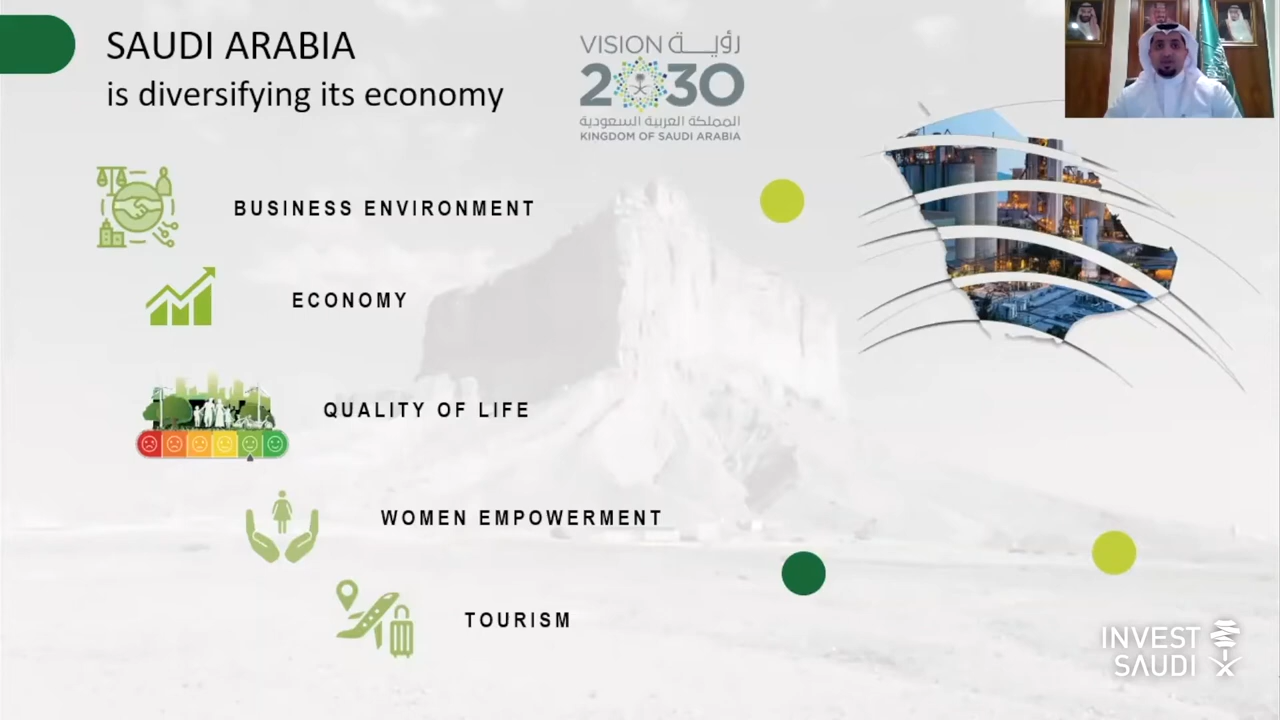 SAUDI ARABIA
is diversifying its economy
VISION رؤيــة
2030
المملكة العربية السعودية
KINGDOM OF SAUDI ARABIA
BUSINESS ENVIRONMENT
ECONOMY
QUALITY OF LIFE
WOMEN EMPOWERMENT
TOURISM
INVEST
SAUDI